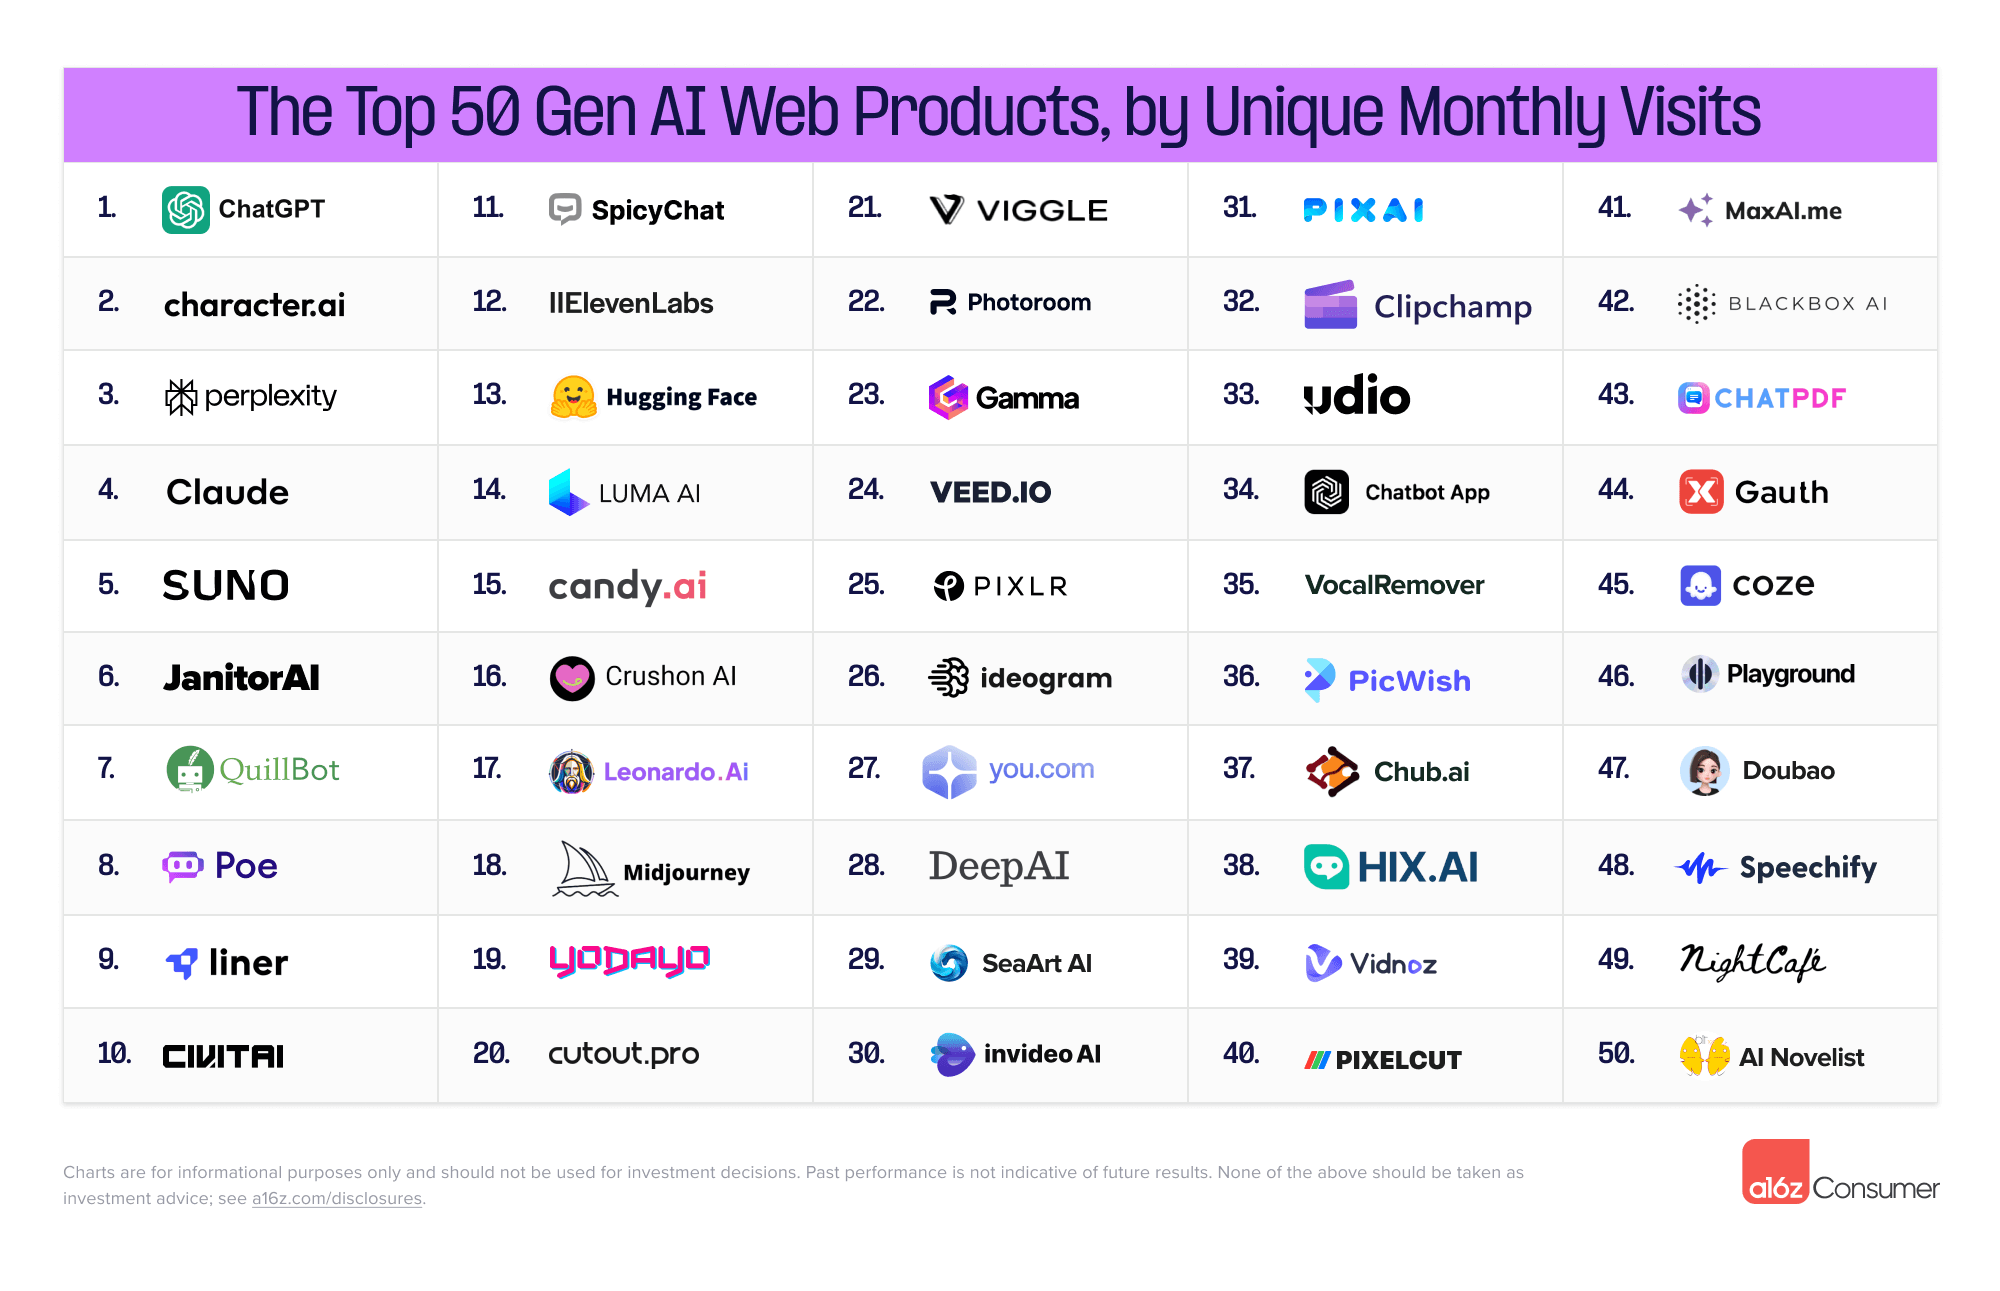 The Top 50 Gen AI Web Products, by Unique Monthly Visits
1. ChatGPT
2. character.ai
3. perplexity
4. Claude
5. SUNO
6. JanitorAI
7. QuillBot
8. Poe
9. liner
10. CIVITAI
11. SpicyChat
12. IIElevenLabs
13. Hugging Face
14. LUMA AI
15. candy.ai
16. Crushon AI
17. Leonardo.Ai
18. Midjourney
19. YODAYO
20. cutout.pro
21. VIGGLE
22. Photoroom
23. Gamma
24. VEED.IO
25. PIXLR
26. ideogram
27. you.com
28. DeepAI
29. SeaArt AI
30. invideo AI
31. PIXAI
32. Clipchamp
33. udio
34. Chatbot App
35. VocalRemover
36. PicWish
37. Chub.ai
38. HIX.AI
39. Vidnoz
40. PIXELCUT
41. MaxAI.me
42. BLACKBOX AI
43. CHATPDF
44. Gauth
45. coze
46. Playground
47. Doubao
48. Speechify
49. NightCafé
50. AI Novelist
Charts are for informational purposes only and should not be used for investment decisions. Past performance is not indicative of future results. None of the above should be taken as
investment advice; see a16z.com/disclosures.
a16z Consumer